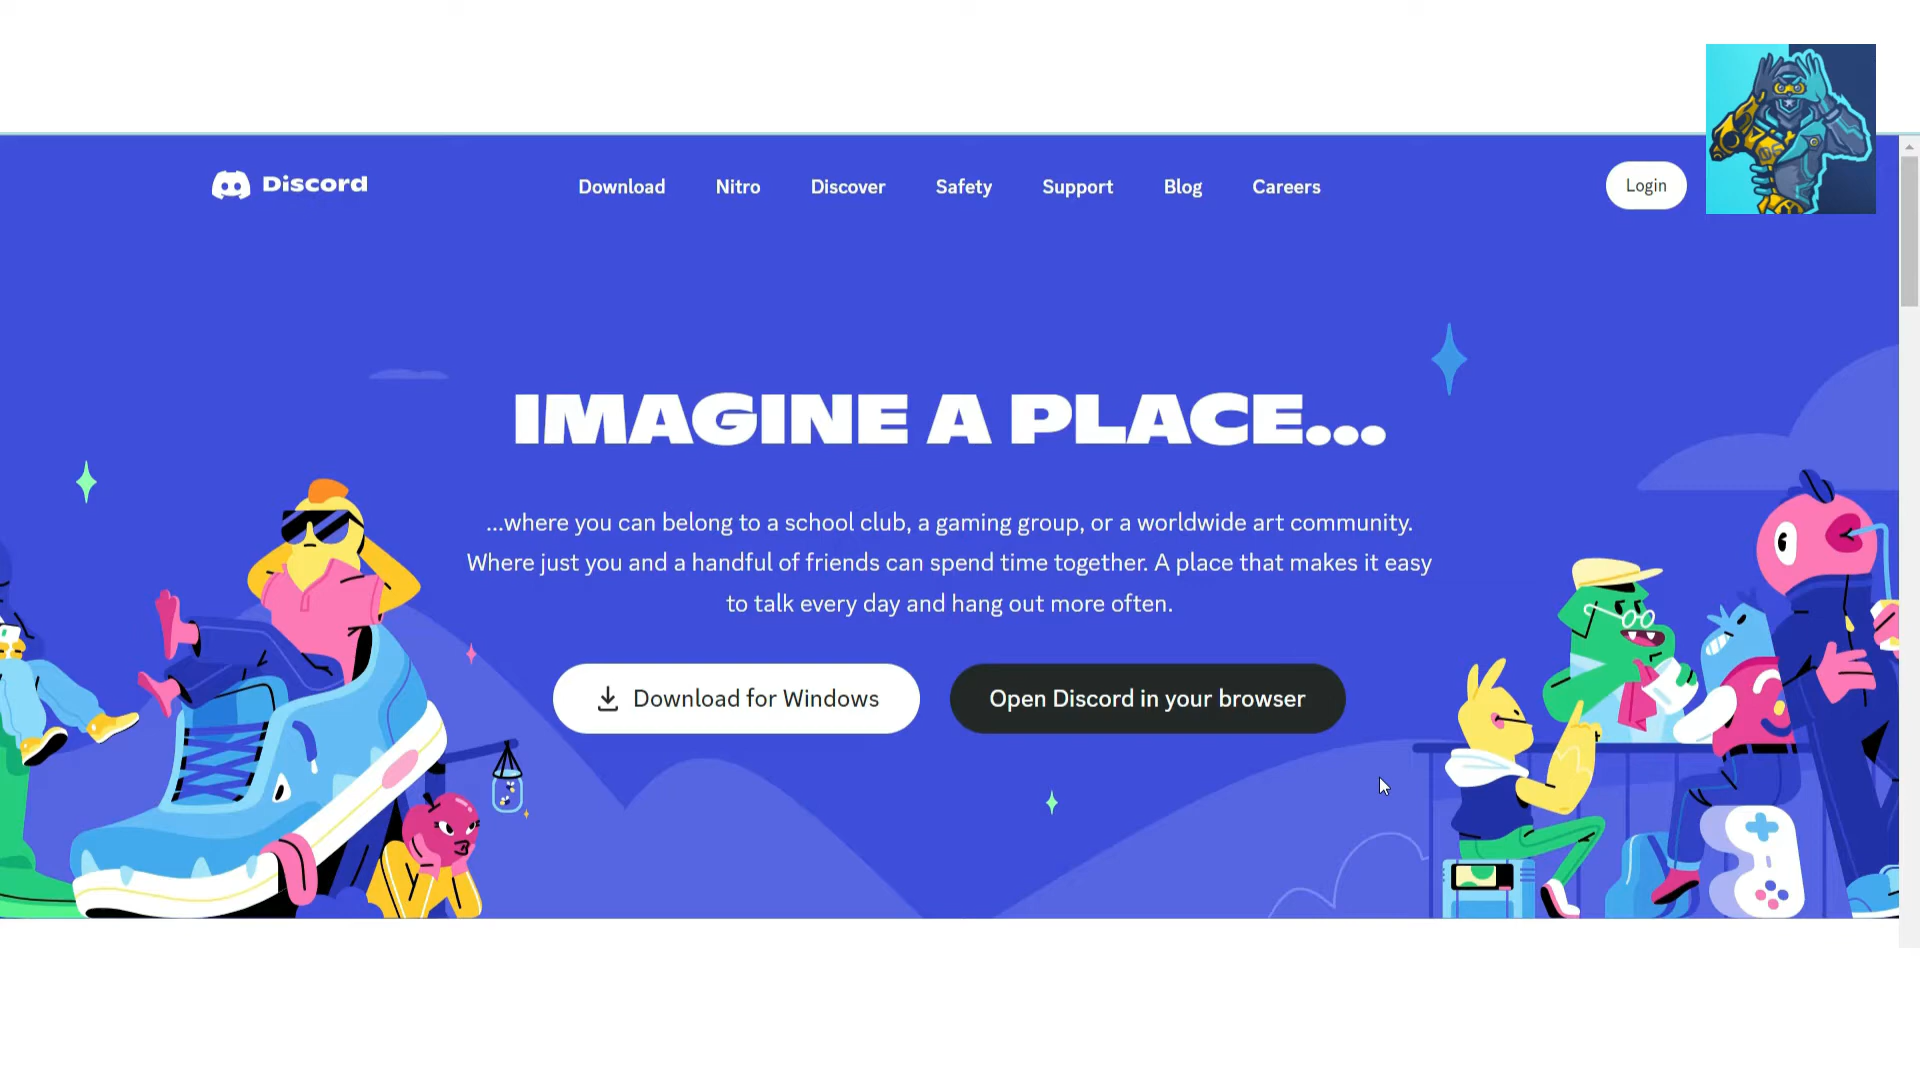 Discord
Download Nitro Discover Safety Support Blog Careers
Login
IMAGINE A PLACE...
...where you can belong to a school club, a gaming group, or a worldwide art community.
Where just you and a handful of friends can spend time together. A place that makes it easy
to talk every day and hang out more often.
Download for Windows
Open Discord in your browser